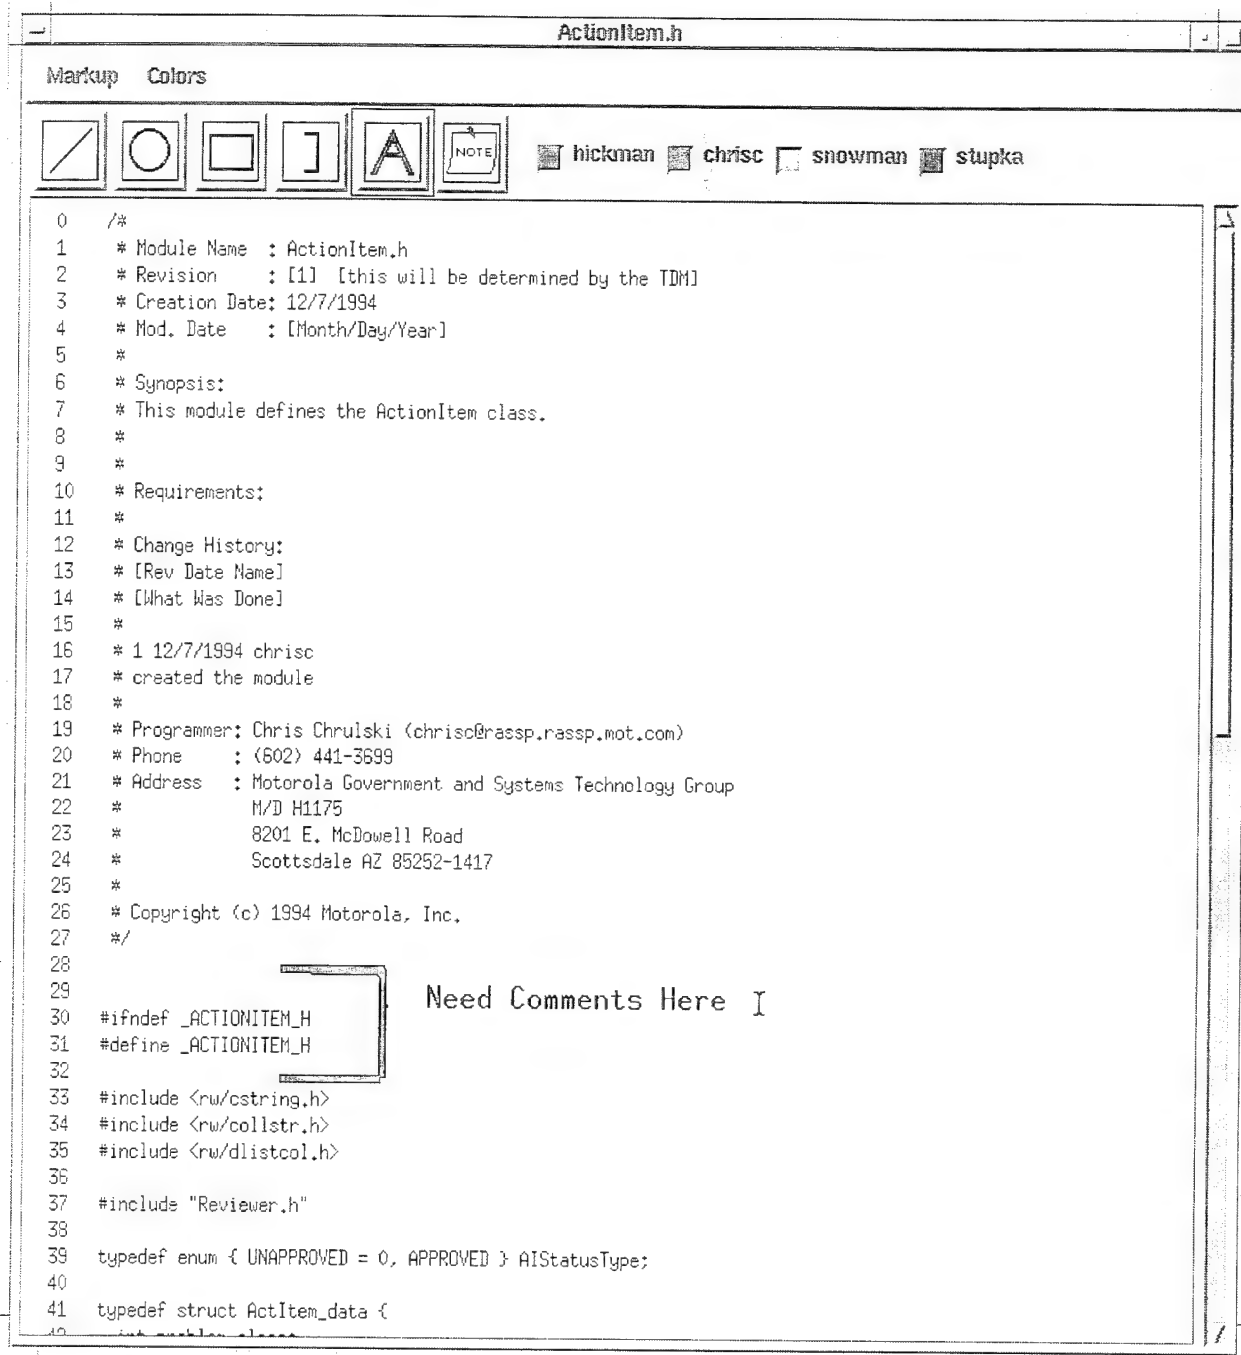 ActionItem.h
Markup Colors
NOTE hickman chrisc snowman stupka
0 /*
1 * Module Name : ActionItem.h
2 * Revision : [1] [this will be determined by the TDM]
3 * Creation Date: 12/7/1994
4 * Mod. Date : [Month/Day/Year]
5 *
6 * Synopsis:
7 * This module defines the ActionItem class.
8 *
9 *
10 * Requirements:
11 *
12 * Change History:
13 * [Rev Date Name]
14 * [What Was Done]
15 *
16 * 1 12/7/1994 chrisc
17 * created the module
18 *
19 * Programmer: Chris Chrulski (chrisc@rassp.rassp.mot.com)
20 * Phone : (602) 441-3699
21 * Address : Motorola Government and Systems Technology Group
22 * M/D H1175
23 * 8201 E. McDowell Road
24 * Scottsdale AZ 85252-1417
25 *
26 * Copyright (c) 1994 Motorola, Inc.
27 */
28
29 Need Comments Here
30 #ifndef _ACTIONITEM_H
31 #define _ACTIONITEM_H
32
33 #include <rw/cstring.h>
34 #include <rw/collstr.h>
35 #include <rw/dlistcol.h>
36
37 #include "Reviewer.h"
38
39 typedef enum { UNAPPROVED = 0, APPROVED } AIStatusType;
40
41 typedef struct ActItem_data {